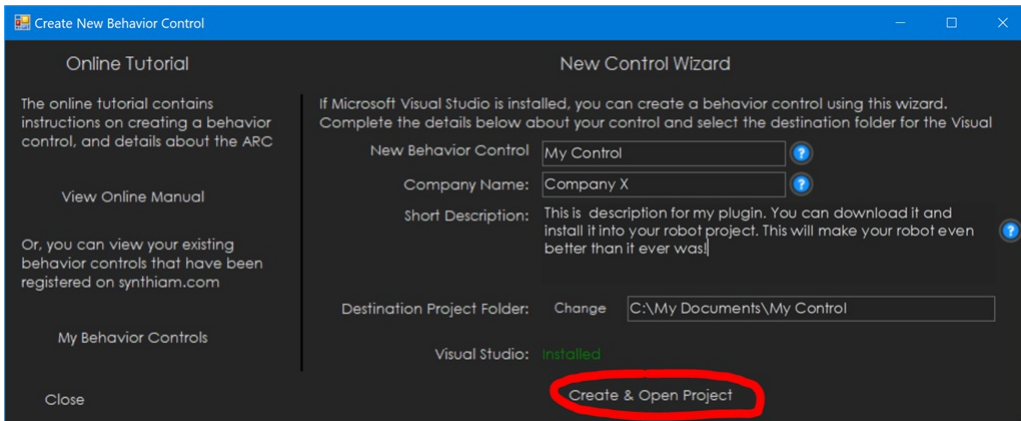 Create New Behavior Control
Online Tutorial
The online tutorial contains
instructions on creating a behavior
control, and details about the ARC
View Online Manual
Or, you can view your existing
behavior controls that have been
registered on synthiam.com
My Behavior Controls
Close
New Control Wizard
If Microsoft Visual Studio is installed, you can create a behavior control using this wizard.
Complete the details below about your control and select the destination folder for the Visual
New Behavior Control My Control ?
Company Name: Company X ?
Short Description: This is  description for my plugin. You can download it and
install it into your robot project. This will make your robot even
better than it ever was! ?
Destination Project Folder: Change C:\My Documents\My Control
Visual Studio: Installed
Create & Open Project